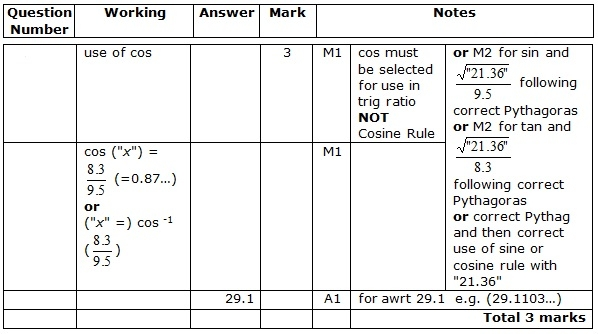 Question Number Working Answer Mark Notes
use of cos 3 M1 cos must be selected for use in trig ratio NOT Cosine Rule
or M2 for sin and
√"21.36"/9.5 following
correct Pythagoras
or M2 for tan and
√"21.36"/8.3
following correct
Pythagoras
or correct Pythag
and then correct
use of sine or
cosine rule with
"21.36"
cos ("x") = M1
8.3/9.5 (=0.87...)
or
("x" =) cos -1
(8.3/9.5)
29.1 A1 for awrt 29.1 e.g. (29.1103...)
Total 3 marks